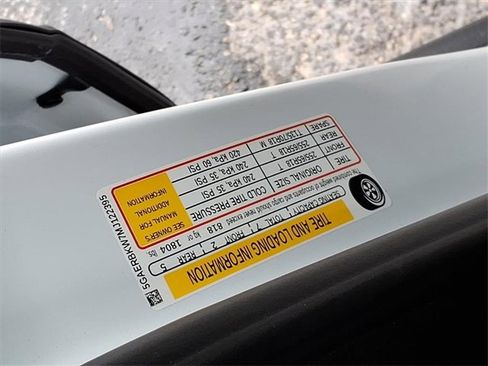 TIRE AND LOADING INFORMATION
SEATING CAPACITY TOTAL 7 FRONT 2 REAR 5
The combined weight of occupants and cargo should never exceed 818 kg or 1804 lbs.
TIRE ORIGINAL SIZE COLD TIRE PRESSURE
FRONT 255/65R18 T 240 kPa, 35 PSI
REAR 255/65R18 T 240 kPa, 35 PSI
SPARE T135/70R18 M 420 kPa, 60 PSI
SEE OWNER'S
MANUAL FOR
ADDITIONAL
INFORMATION
5GAERBKW7MJ122395